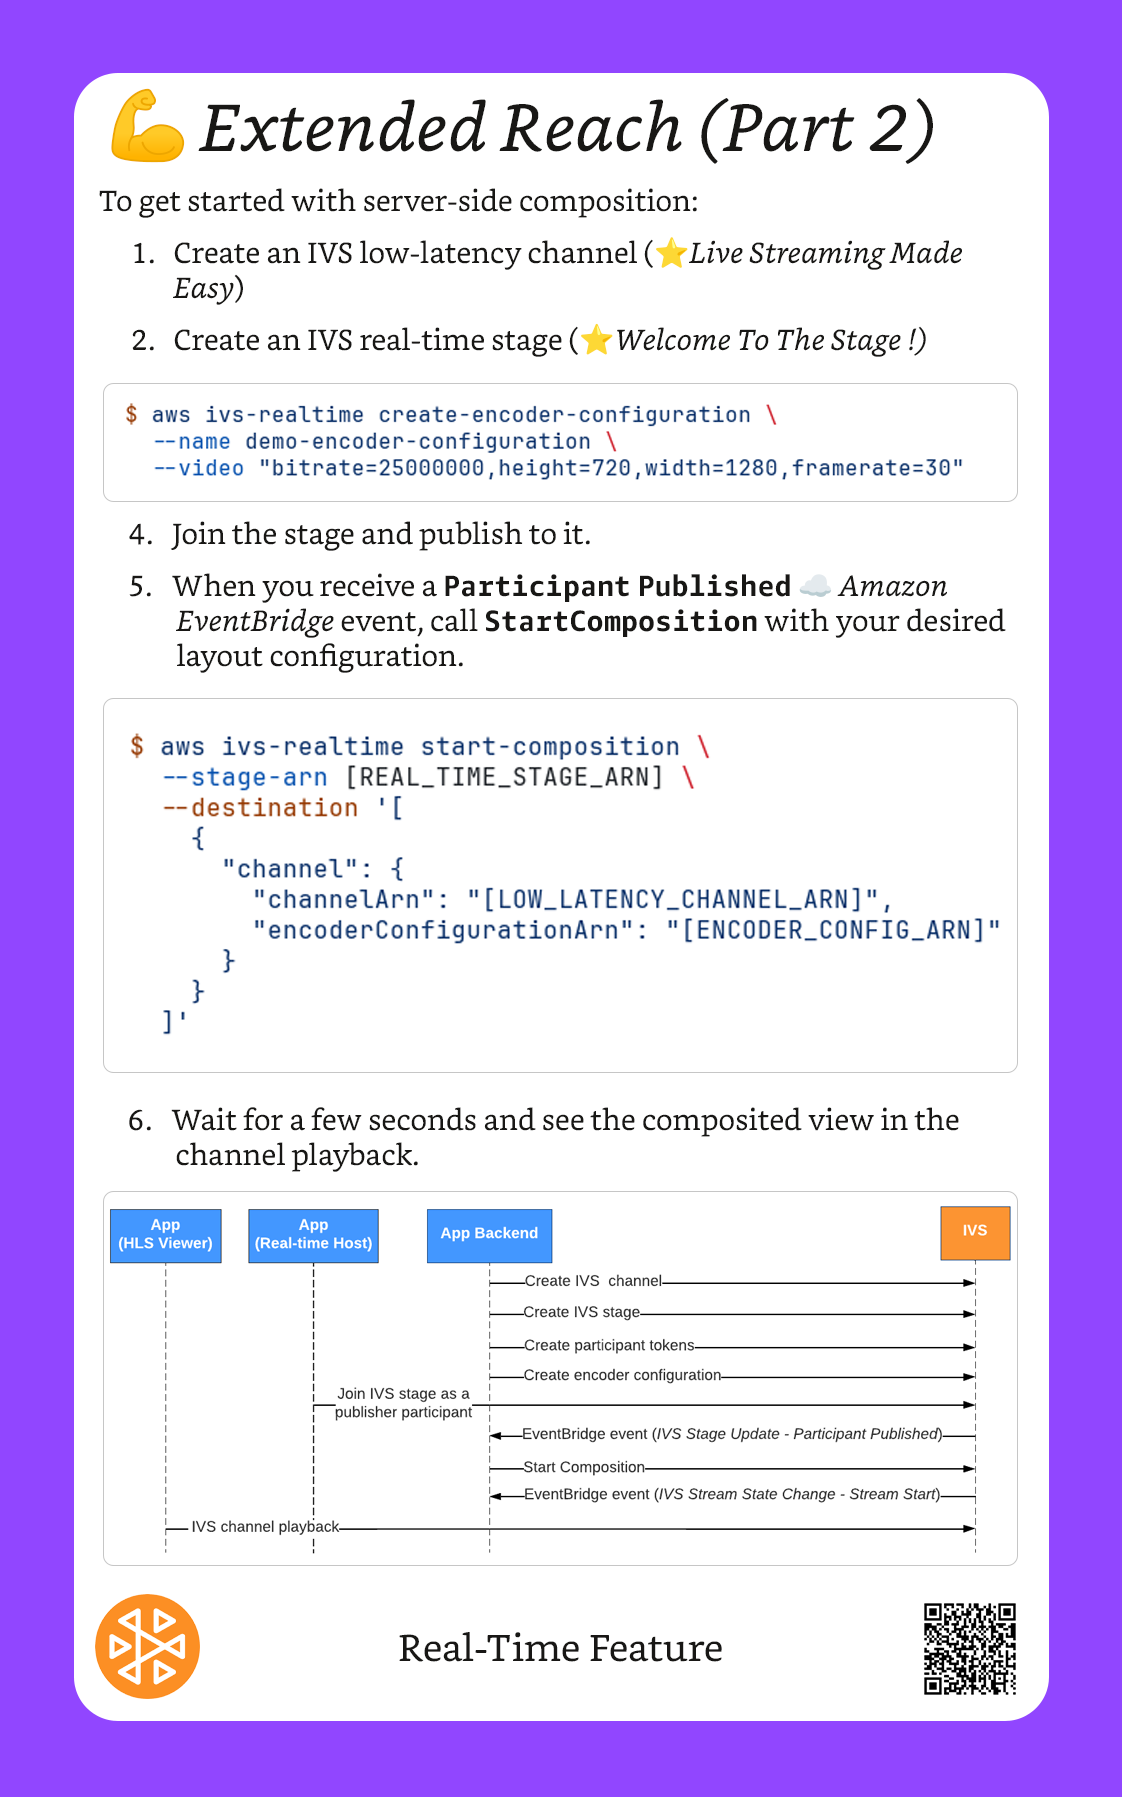 💪 Extended Reach (Part 2)
To get started with server-side composition:
1. Create an IVS low-latency channel (⭐Live Streaming Made
Easy)
2. Create an IVS real-time stage (⭐Welcome To The Stage !)
$ aws ivs-realtime create-encoder-configuration \
--name demo-encoder-configuration \
--video "bitrate=25000000,height=720,width=1280,framerate=30"
4. Join the stage and publish to it.
5. When you receive a Participant Published ☁️ Amazon
EventBridge event, call StartComposition with your desired
layout configuration.
$ aws ivs-realtime start-composition \
--stage-arn [REAL_TIME_STAGE_ARN] \
--destination '[
{
"channel": {
"channelArn": "[LOW_LATENCY_CHANNEL_ARN]",
"encoderConfigurationArn": "[ENCODER_CONFIG_ARN]"
}
}
]'
6. Wait for a few seconds and see the composited view in the
channel playback.
App
(HLS Viewer)
App
(Real-time Host)
App Backend
IVS
Create IVS channel
Create IVS stage
Create participant tokens
Create encoder configuration
Join IVS stage as a
publisher participant
EventBridge event (IVS Stage Update - Participant Published)
Start Composition
EventBridge event (IVS Stream State Change - Stream Start)
IVS channel playback
Real-Time Feature